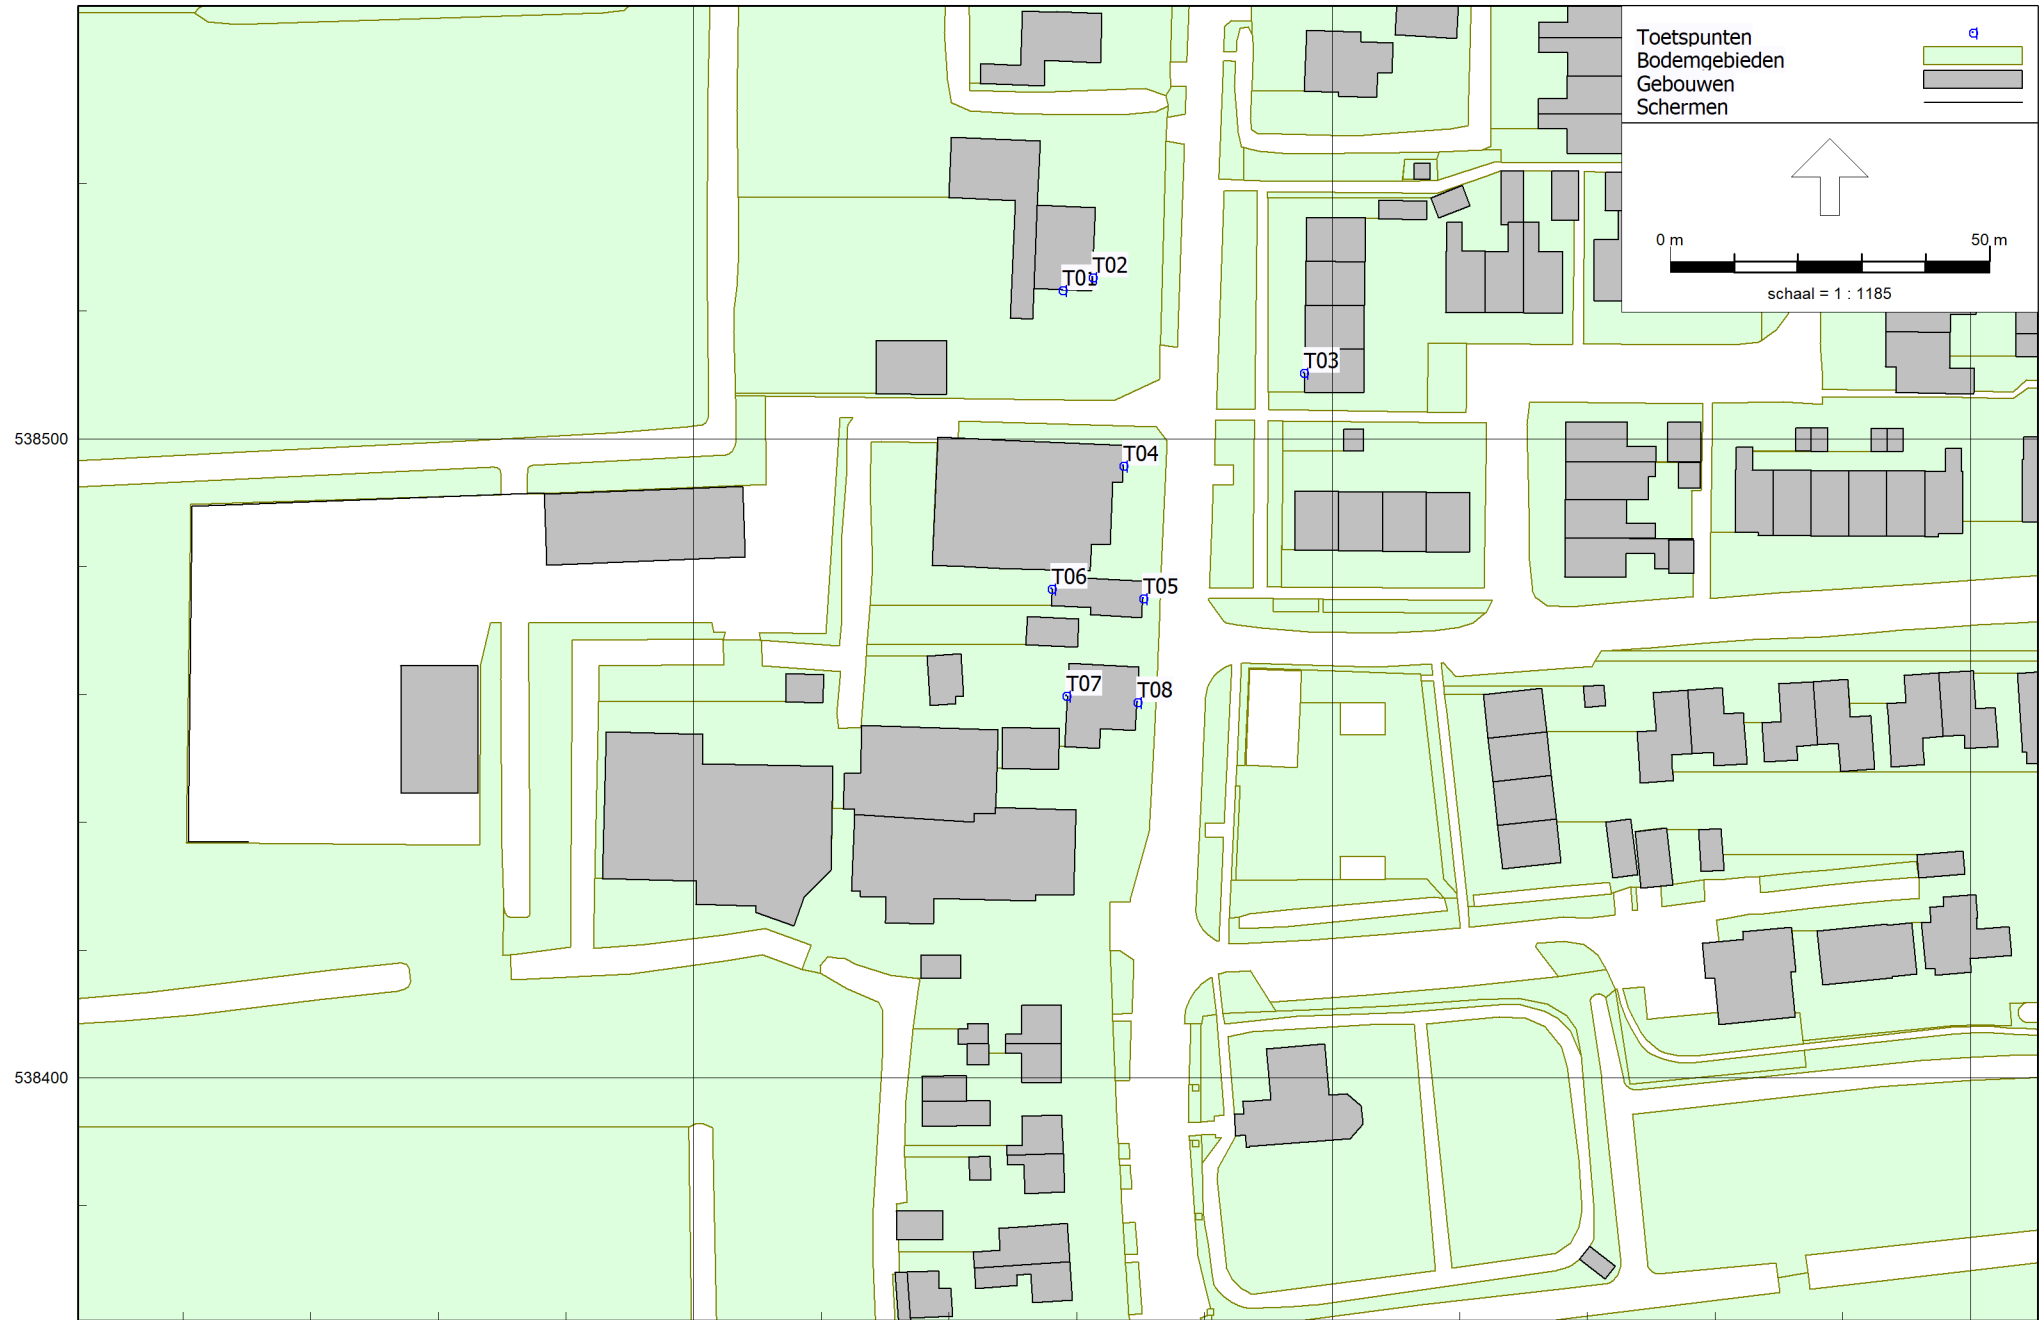 Toetspunten
Bodemgebieden
Gebouwen
Schermen
0 m
50 m
schaal = 1 : 1185
T02
T01
T03
538500
T04
T06
T05
T07
T08
538400